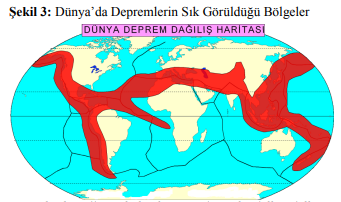 Şekil 3: Dünya'da Depremlerin Sık Görüldüğü Bölgeler
DÜNYA DEPREM DAĞILIŞ HARİTASI